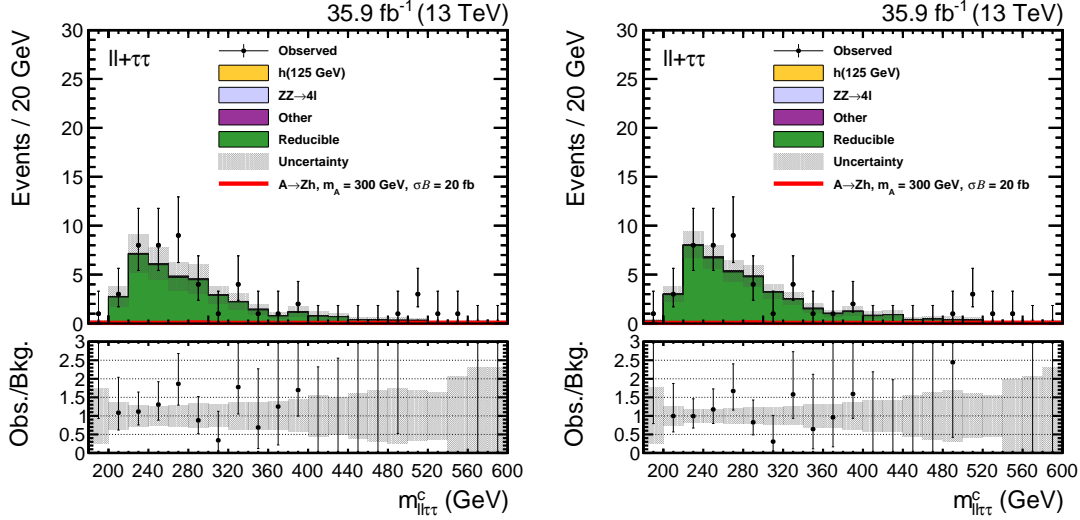 35.9 fb⁻¹ (13 TeV)
Events / 20 GeV
30
25
20
15
10
5
0
ll+ττ
Observed
h(125 GeV)
ZZ→4l
Other
Reducible
Uncertainty
A→Zh, m_A = 300 GeV, σB = 20 fb
Obs./Bkg.
3
2.5
2
1.5
1
0.5
0
200 240 280 320 360 400 440 480 520 560 600
m^c_llττ (GeV)
35.9 fb⁻¹ (13 TeV)
Events / 20 GeV
30
25
20
15
10
5
0
ll+ττ
Observed
h(125 GeV)
ZZ→4l
Other
Reducible
Uncertainty
A→Zh, m_A = 300 GeV, σB = 20 fb
Obs./Bkg.
3
2.5
2
1.5
1
0.5
0
200 240 280 320 360 400 440 480 520 560 600
m^c_llττ (GeV)